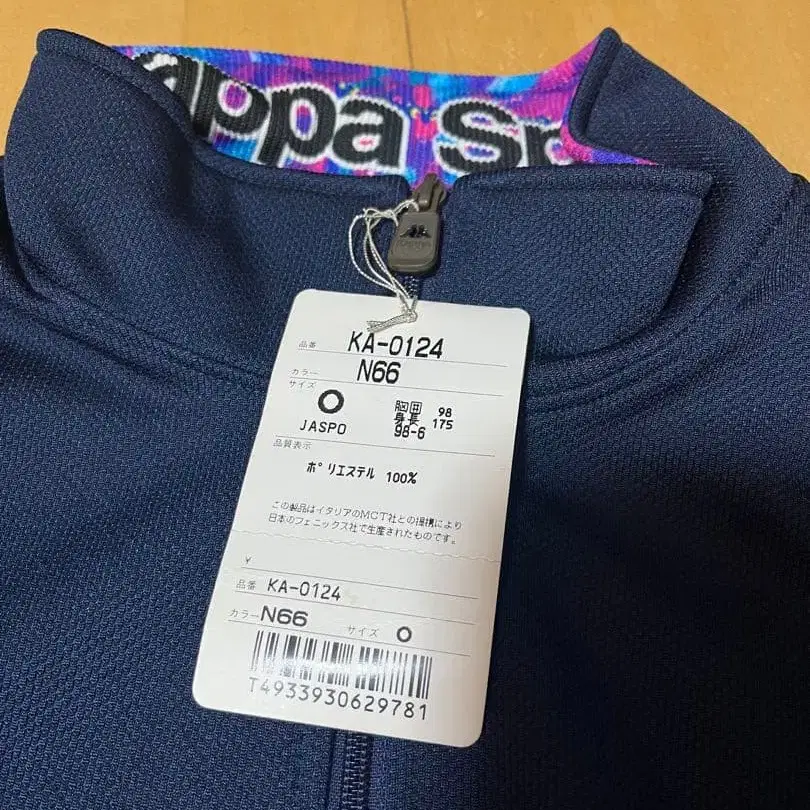 appa Sp
Kappa
品番 KA-0124
カラー N66
サイズ
O 胸囲 98
身長 175
JASPO 98-6
品質表示
ポリエステル 100%
この製品はイタリアのMCT社との提携により
日本のフェニックス社で生産されたものです。
¥
品番 KA-0124
カラー N66 サイズ O
T4933930629781